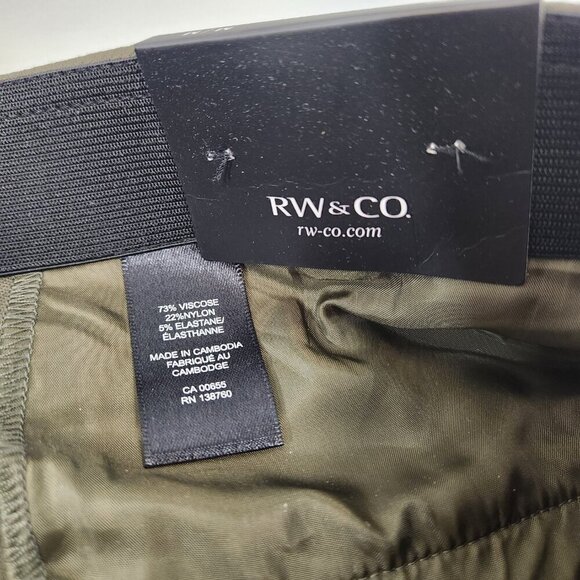 RW & CO.
rw-co.com
73% VISCOSE
22%NYLON
5% ELASTANE/
ÉLASTHANNE
MADE IN CAMBODIA
FABRIQUÉ AU
CAMBODGE
CA 00655
RN 138760